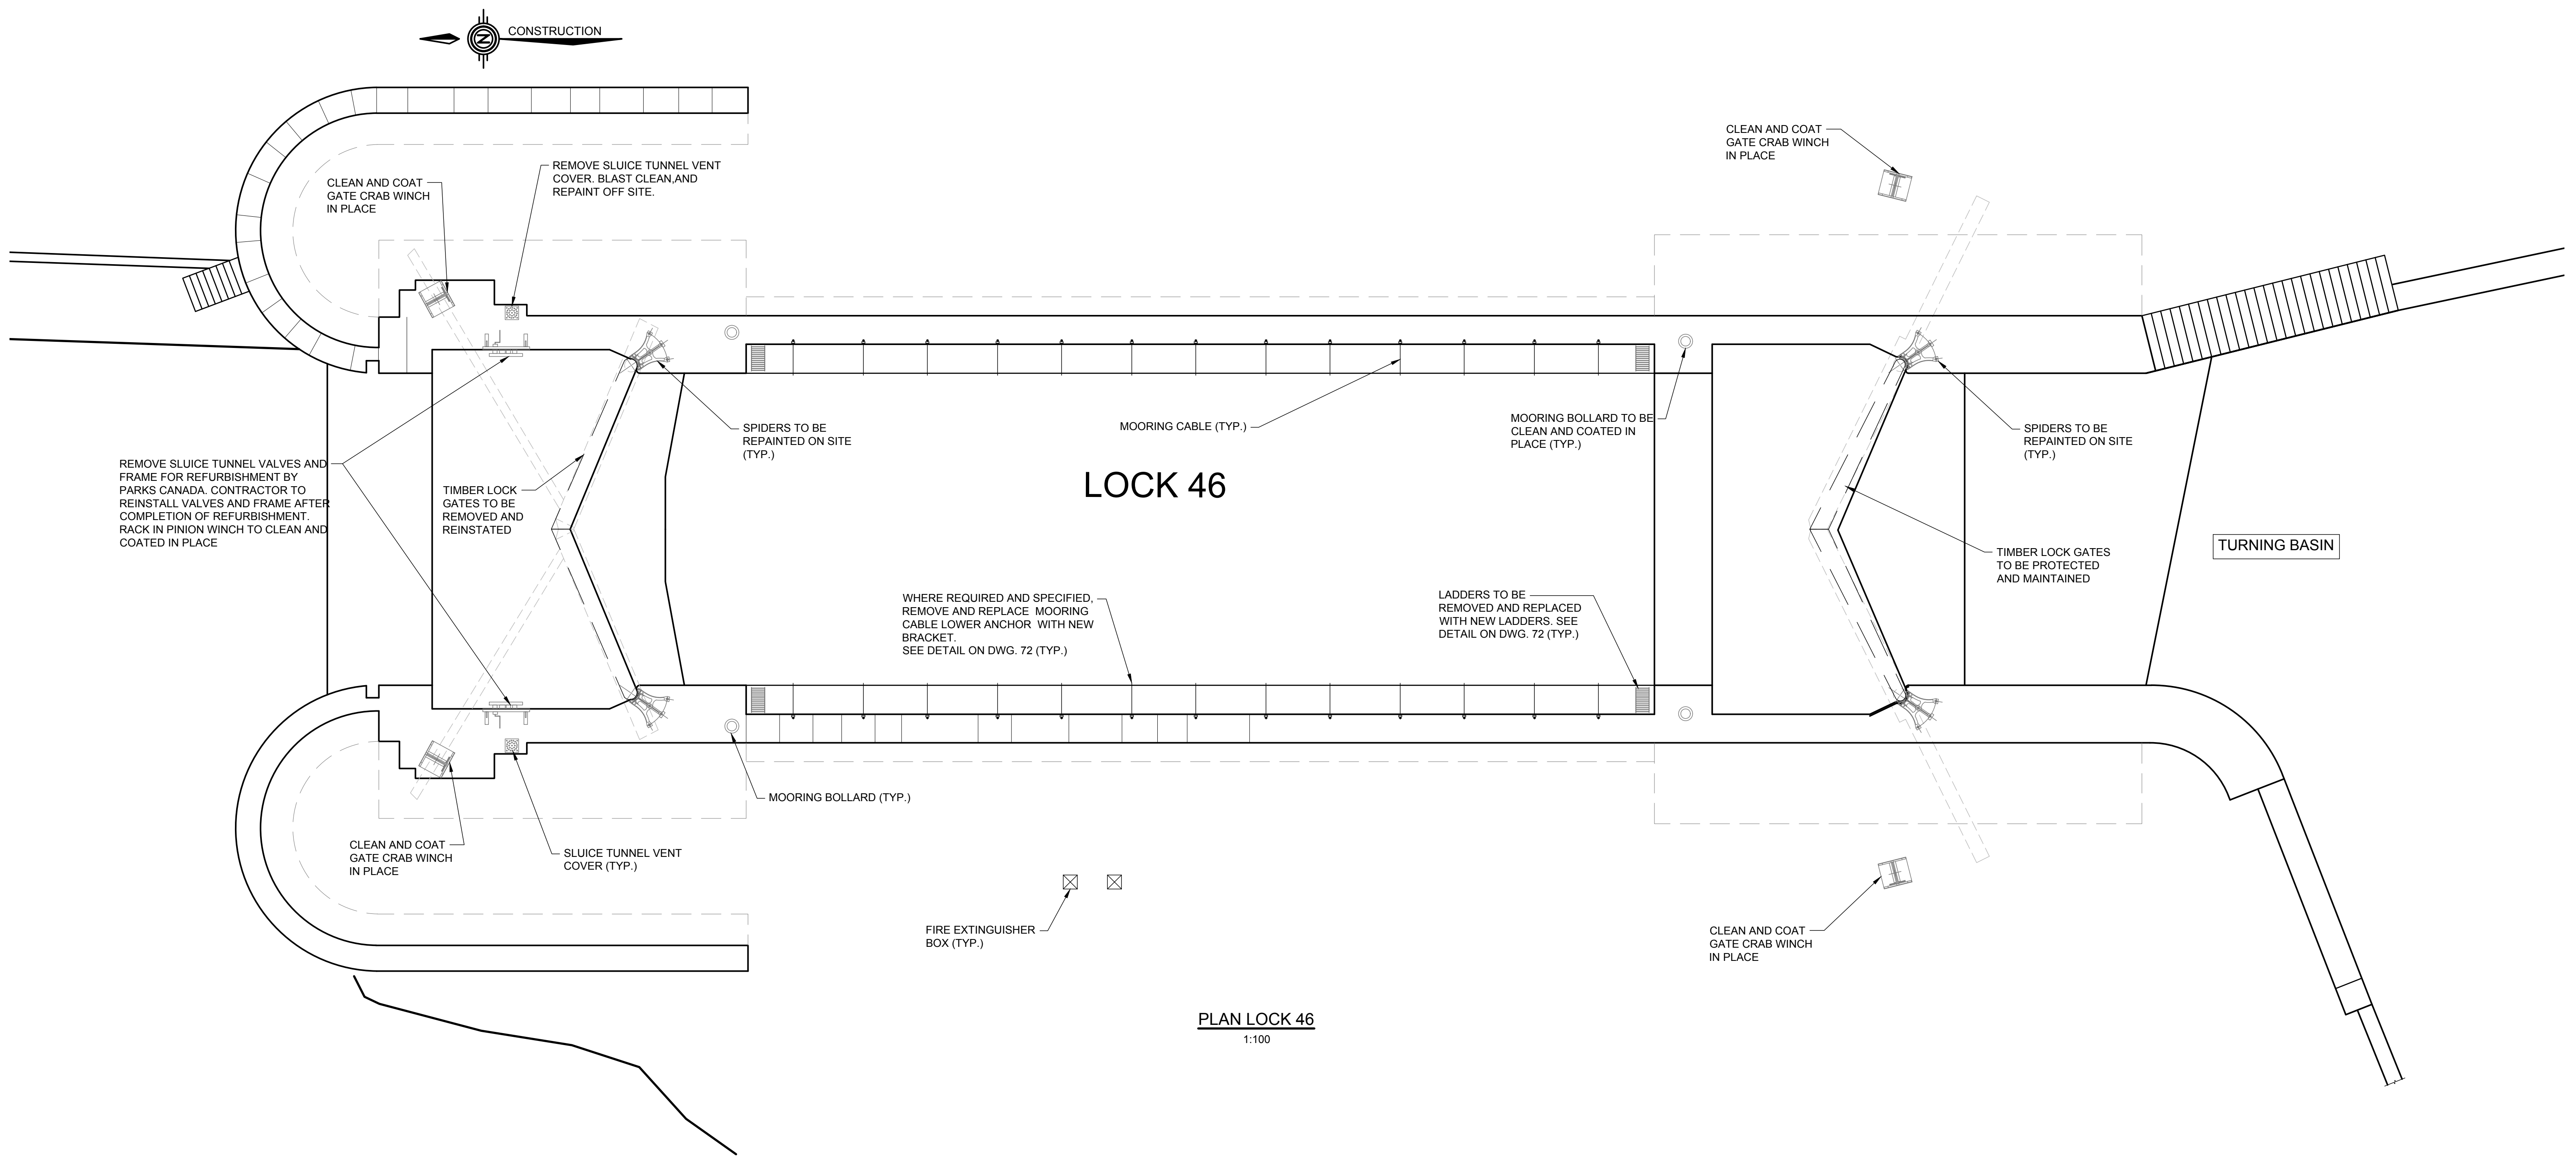 CONSTRUCTION
N
CLEAN AND COAT
GATE CRAB WINCH
IN PLACE
REMOVE SLUICE TUNNEL VENT
COVER. BLAST CLEAN,AND
REPAINT OFF SITE.
CLEAN AND COAT
GATE CRAB WINCH
IN PLACE
SPIDERS TO BE
REPAINTED ON SITE
(TYP.)
MOORING CABLE (TYP.)
MOORING BOLLARD TO BE
CLEAN AND COATED IN
PLACE (TYP.)
SPIDERS TO BE
REPAINTED ON SITE
(TYP.)
REMOVE SLUICE TUNNEL VALVES AND
FRAME FOR REFURBISHMENT BY
PARKS CANADA. CONTRACTOR TO
REINSTALL VALVES AND FRAME AFTER
COMPLETION OF REFURBISHMENT.
RACK IN PINION WINCH TO CLEAN AND
COATED IN PLACE
TIMBER LOCK
GATES TO BE
REMOVED AND
REINSTATED
LOCK 46
TIMBER LOCK GATES
TO BE PROTECTED
AND MAINTAINED
TURNING BASIN
WHERE REQUIRED AND SPECIFIED,
REMOVE AND REPLACE MOORING
CABLE LOWER ANCHOR WITH NEW
BRACKET.
SEE DETAIL ON DWG. 72 (TYP.)
LADDERS TO BE
REMOVED AND REPLACED
WITH NEW LADDERS. SEE
DETAIL ON DWG. 72 (TYP.)
MOORING BOLLARD (TYP.)
CLEAN AND COAT
GATE CRAB WINCH
IN PLACE
SLUICE TUNNEL VENT
COVER (TYP.)
FIRE EXTINGUISHER
BOX (TYP.)
CLEAN AND COAT
GATE CRAB WINCH
IN PLACE
PLAN LOCK 46
1:100